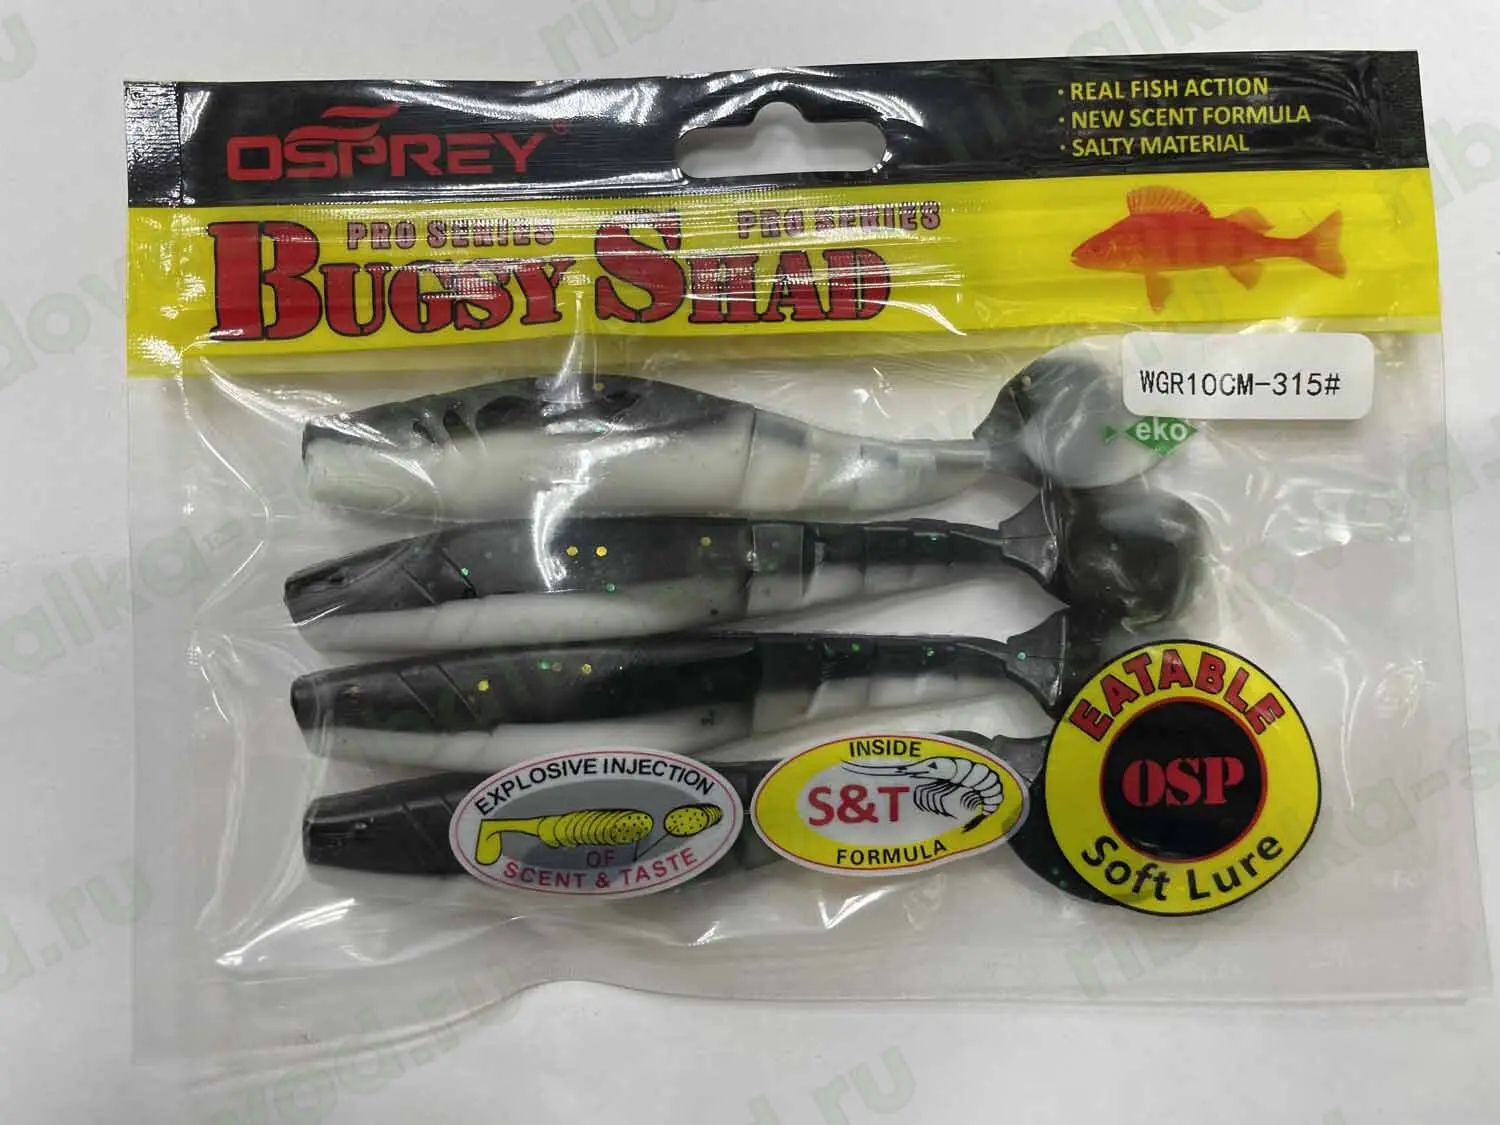 OSPREY®
· REAL FISH ACTION
· NEW SCENT FORMULA
· SALTY MATERIAL
PRO SERIES PRO SERIES
BUGSY SHAD
WGR10CM-315#
eko
EXPLOSIVE INJECTION
OF
SCENT & TASTE
INSIDE
S&T
FORMULA
EATABLE
OSP
Soft Lure